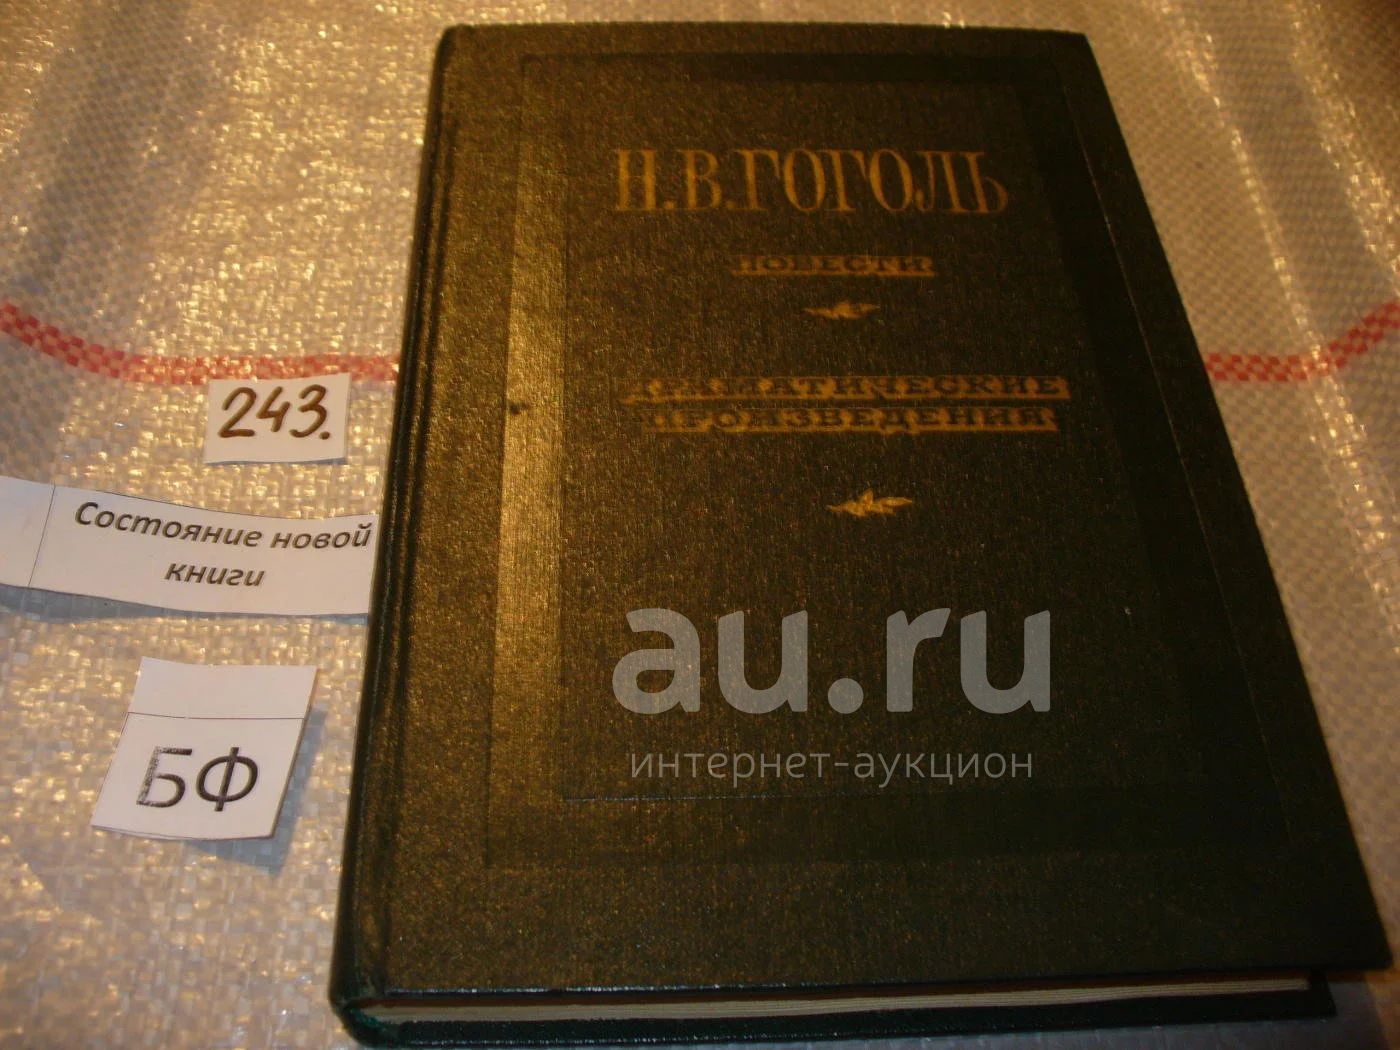 Н.В.ГОГОЛЬ
ПОВЕСТИ
ДРАМАТИЧЕСКИЕ
ПРОИЗВЕДЕНИЯ
243.
Состояние новой
книги
БФ
au.ru
интернет-аукцион